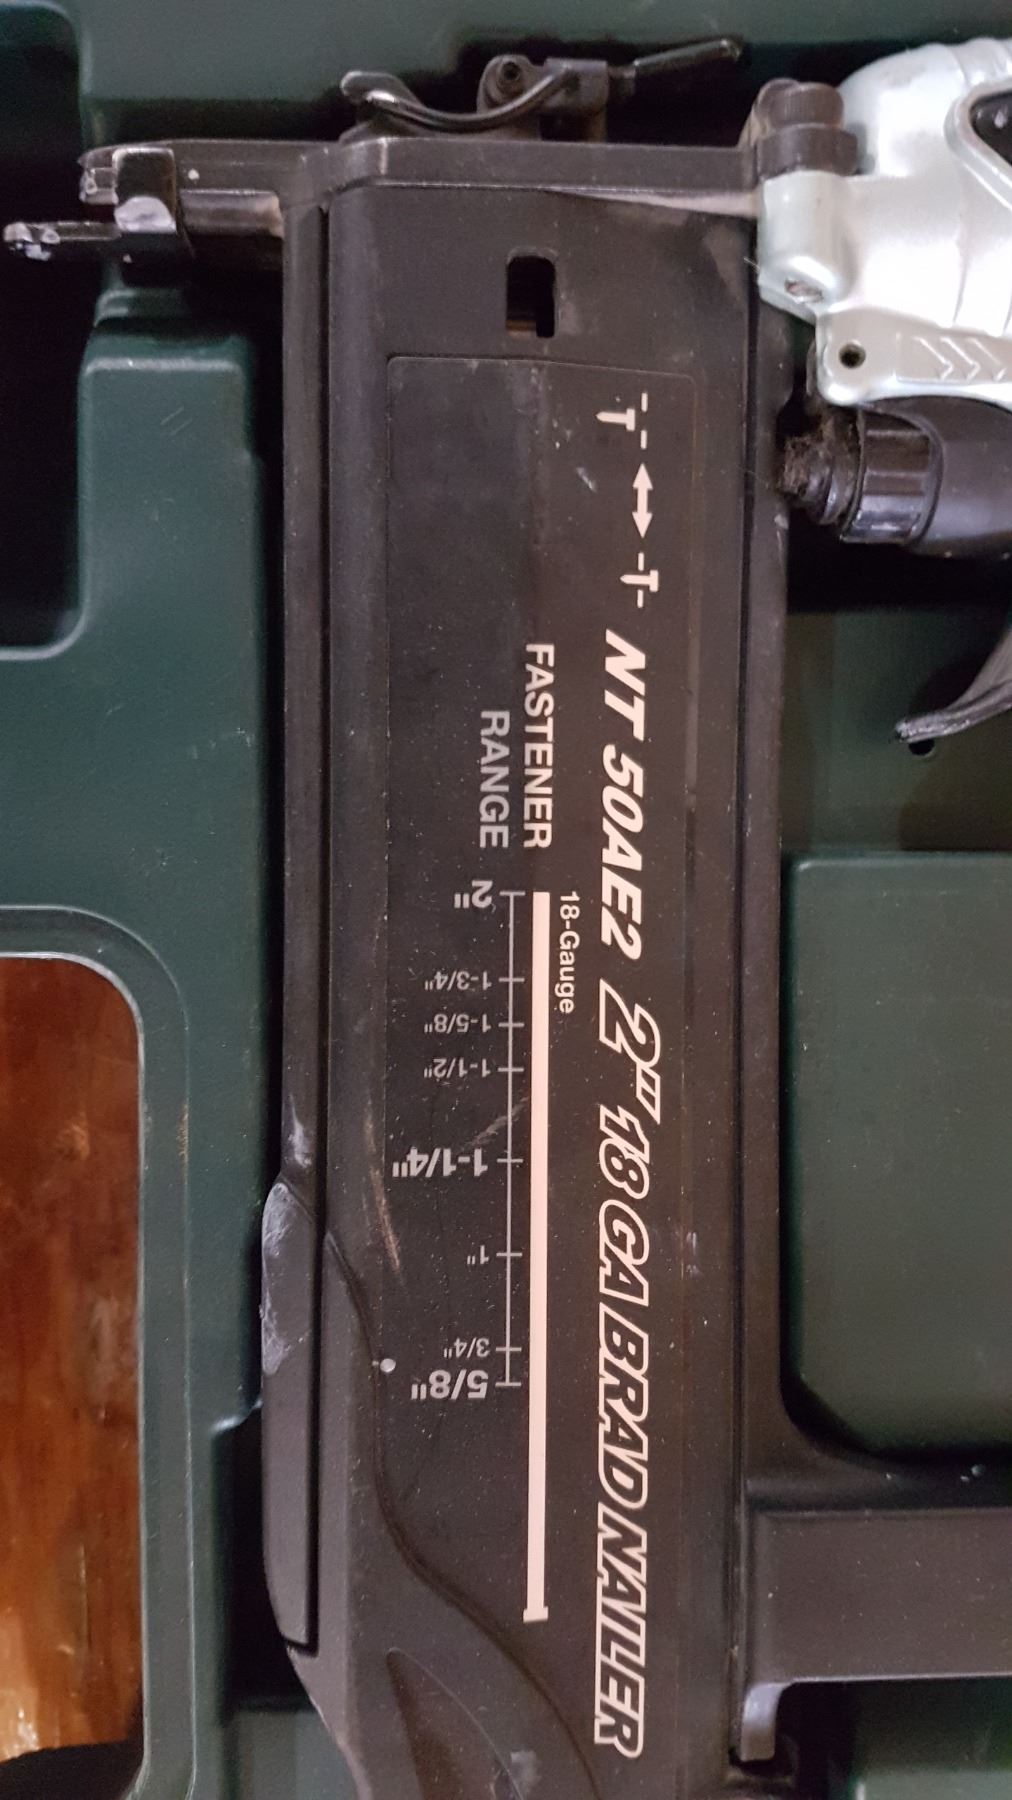 NT 50AE2 2" 18 GA BRAD NAILER
18-Gauge
FASTENER
RANGE
2"
1-3/4"
1-5/8"
1-1/2"
1-1/4"
1"
3/4"
5/8"